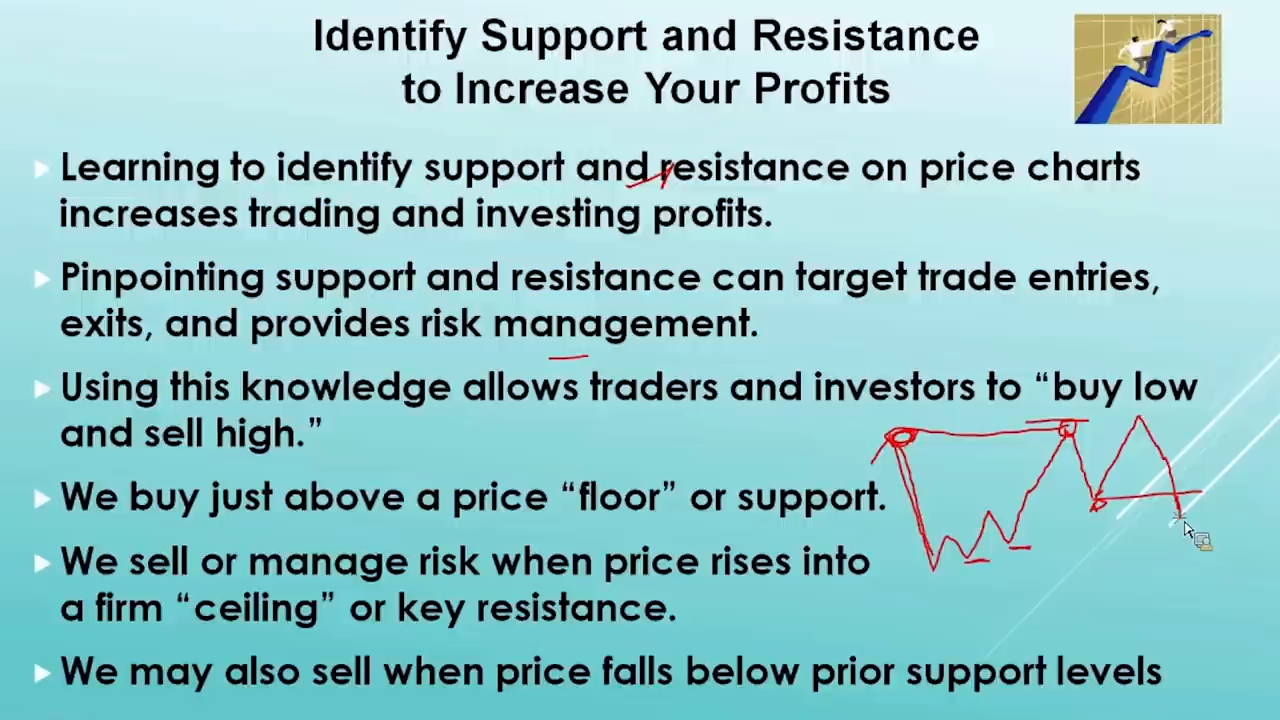 Identify Support and Resistance
to Increase Your Profits
Learning to identify support and resistance on price charts
increases trading and investing profits.
Pinpointing support and resistance can target trade entries,
exits, and provides risk management.
Using this knowledge allows traders and investors to “buy low
and sell high.”
We buy just above a price “floor” or support.
We sell or manage risk when price rises into
a firm “ceiling” or key resistance.
We may also sell when price falls below prior support levels